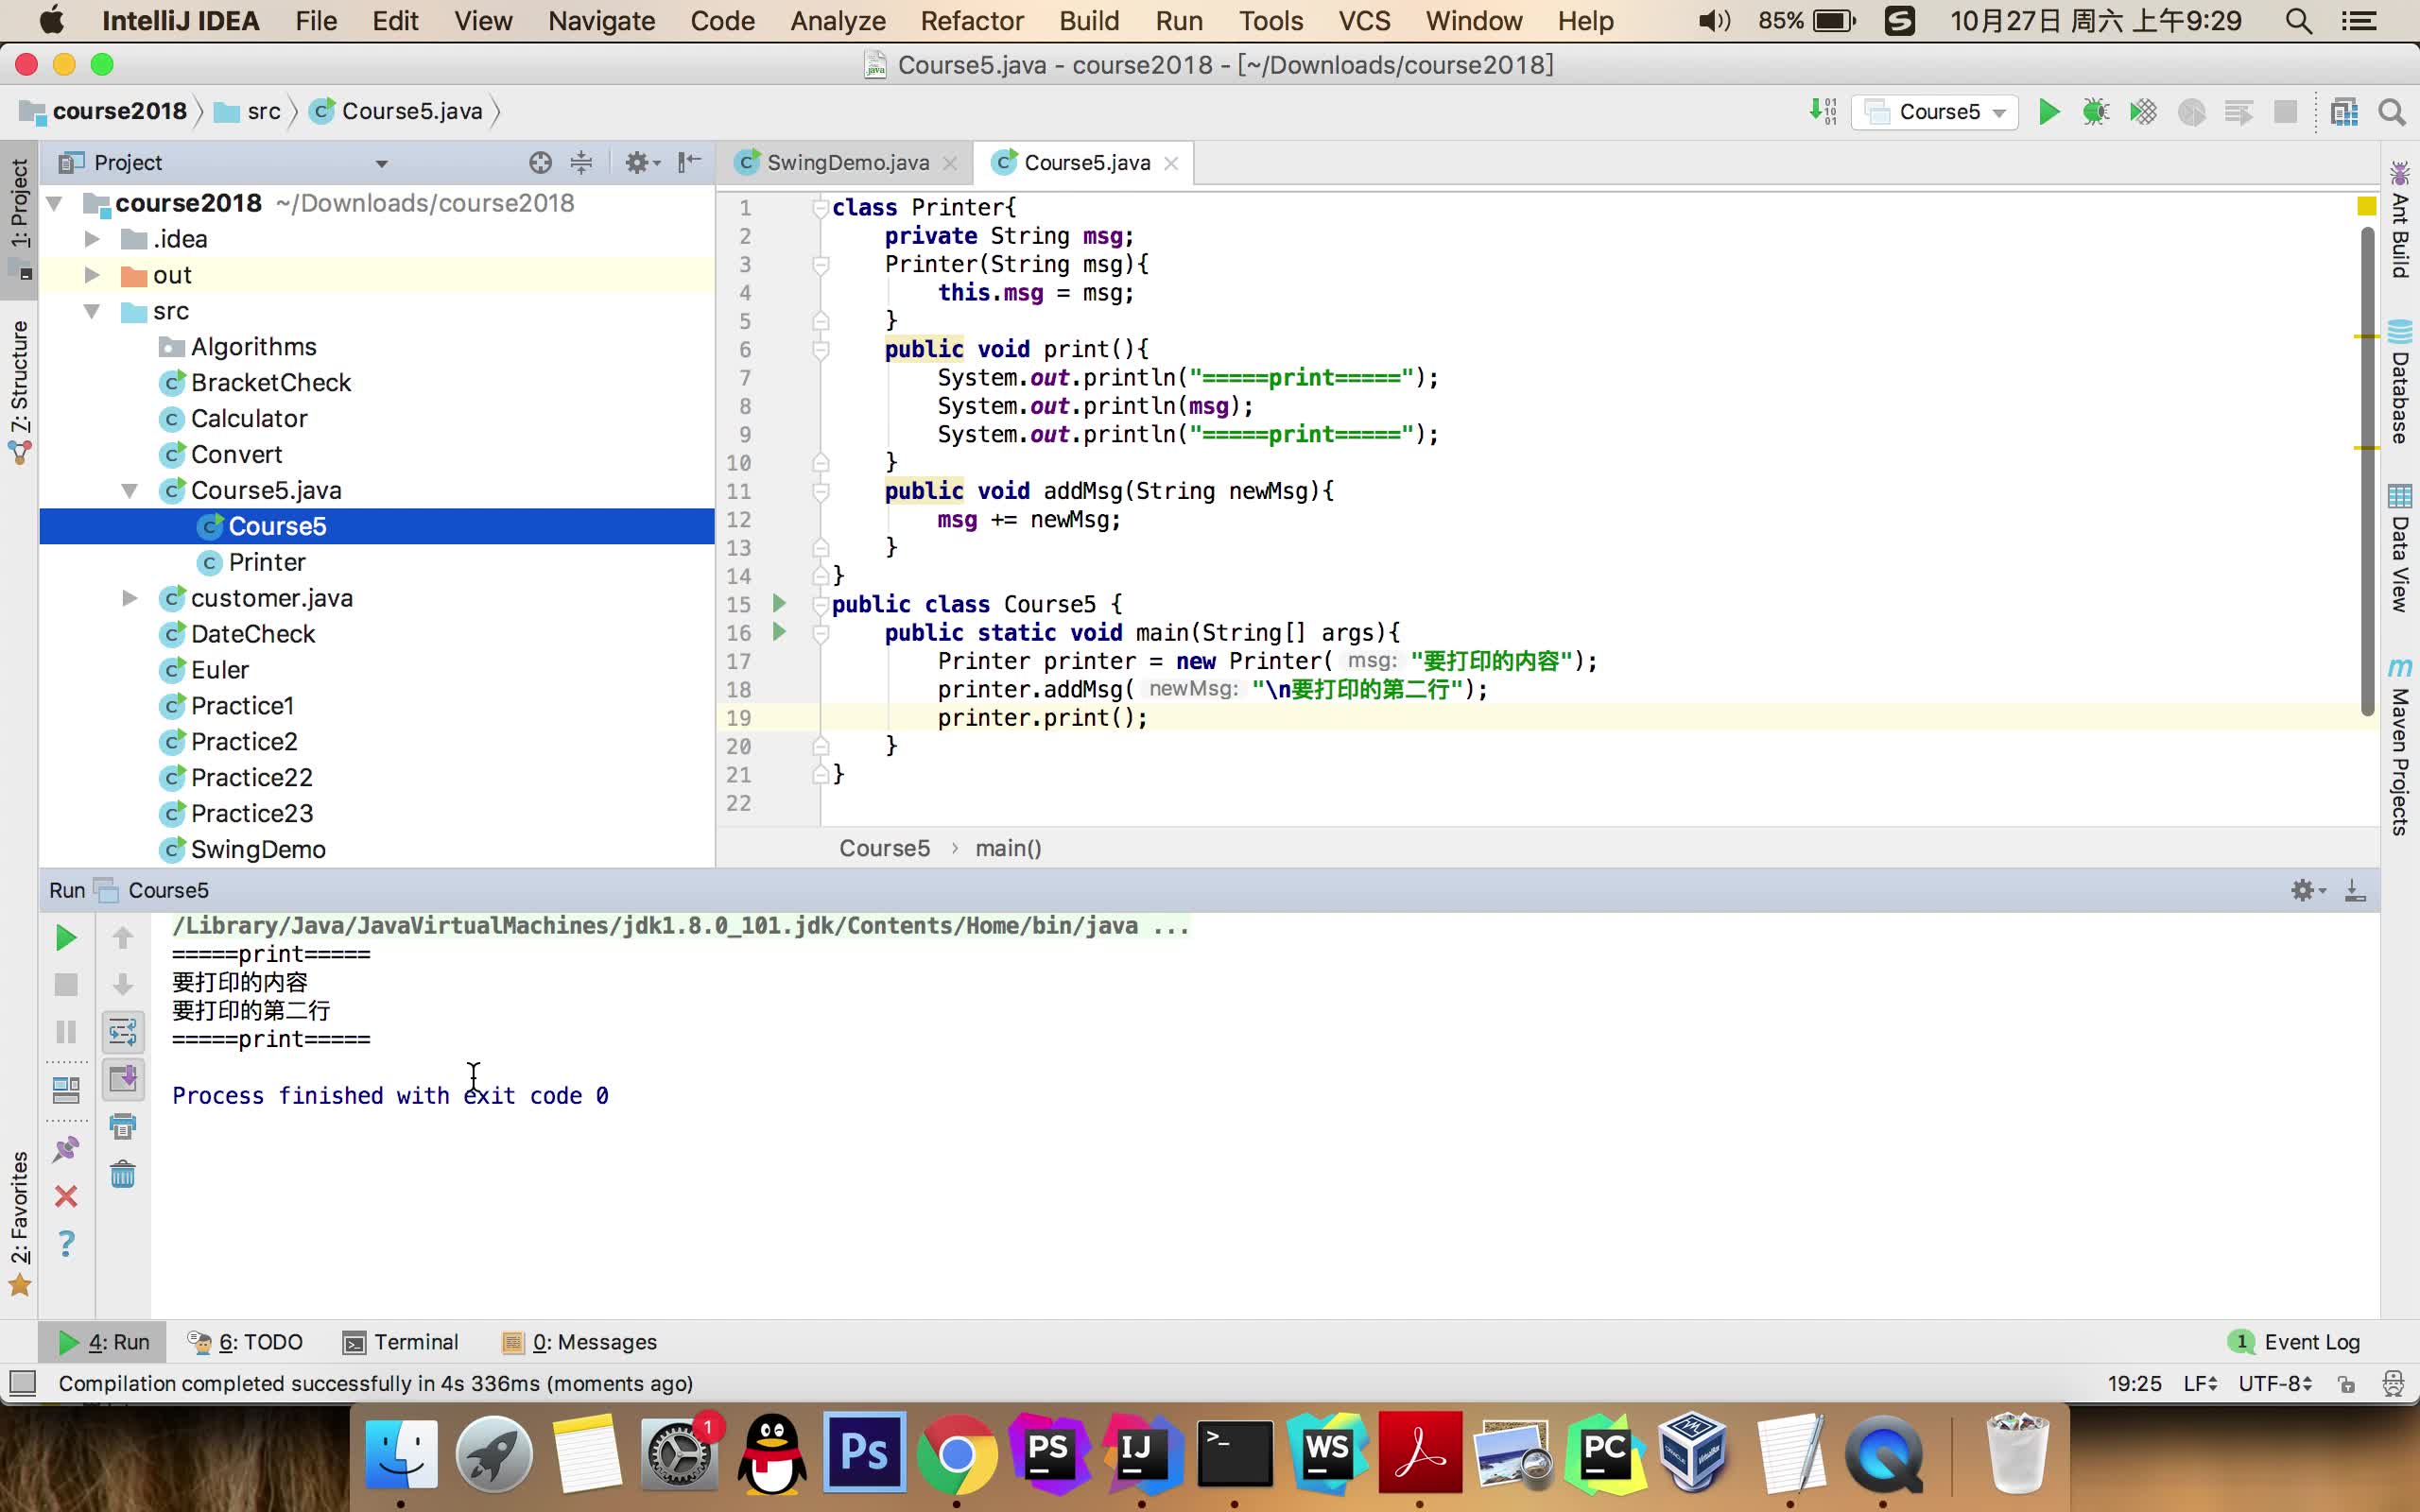 IntelliJ IDEA File Edit View Navigate Code Analyze Refactor Build Run Tools VCS Window Help 85% 10月27日 周六 上午9:29
Course5.java - course2018 - [~/Downloads/course2018]
course2018 src Course5.java Course5
Project
SwingDemo.java Course5.java
1: Project
Z: Structure
2: Favorites
course2018 ~/Downloads/course2018
.idea
out
src
Algorithms
BracketCheck
Calculator
Convert
Course5.java
Course5
Printer
customer.java
DateCheck
Euler
Practice1
Practice2
Practice22
Practice23
SwingDemo
1 class Printer{
2 private String msg;
3 Printer(String msg){
4 this.msg = msg;
5 }
6 public void print(){
7 System.out.println("=====print=====");
8 System.out.println(msg);
9 System.out.println("=====print=====");
10 }
11 public void addMsg(String newMsg){
12 msg += newMsg;
13 }
14 }
15 public class Course5 {
16 public static void main(String[] args){
17 Printer printer = new Printer( msg: "要打印的内容");
18 printer.addMsg( newMsg: "\n要打印的第二行");
19 printer.print();
20 }
21 }
22
Course5 › main()
Ant Build
Database
Data View
Maven Projects
Run Course5
/Library/Java/JavaVirtualMachines/jdk1.8.0_101.jdk/Contents/Home/bin/java ...
=====print=====
要打印的内容
要打印的第二行
=====print=====
Process finished with exit code 0
4: Run 6: TODO Terminal 0: Messages 1 Event Log
Compilation completed successfully in 4s 336ms (moments ago) 19:25 LF UTF-8
1
Ps
PS
IJ
>_
WS
PC